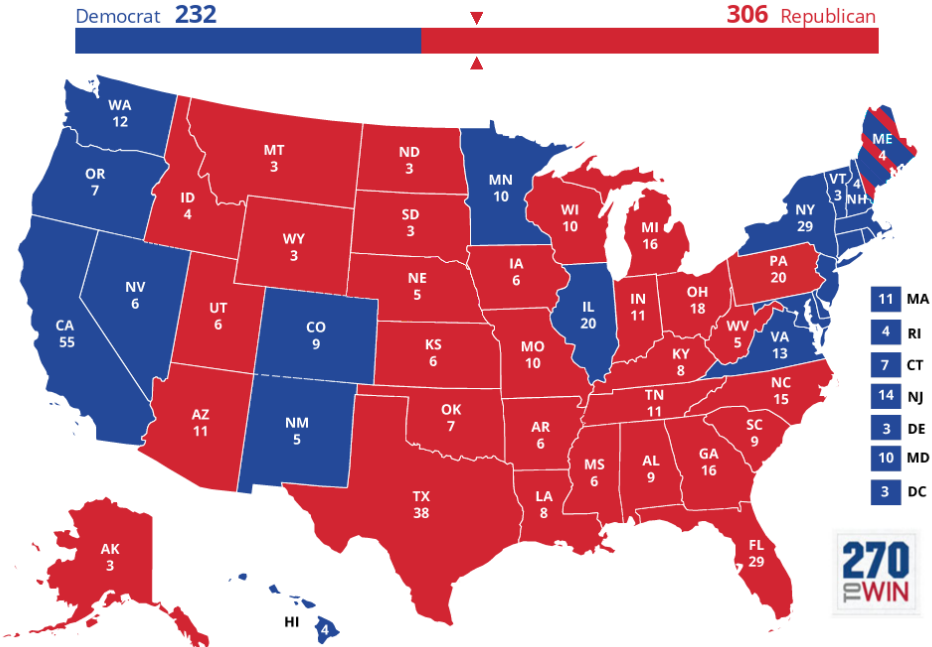 Democrat 232
306 Republican
WA
12
OR
7
CA
55
NV
6
ID
4
MT
3
WY
3
UT
6
AZ
11
CO
9
NM
5
ND
3
SD
3
NE
5
KS
6
OK
7
TX
38
MN
10
IA
6
MO
10
AR
6
LA
8
WI
10
IL
20
MI
16
IN
11
OH
18
KY
8
TN
11
MS
6
AL
9
GA
16
FL
29
SC
9
NC
15
VA
13
WV
5
PA
20
NY
29
VT
3
4
NH
ME
4
AK
3
HI
4
11 MA
4 RI
7 CT
14 NJ
3 DE
10 MD
3 DC
270
TO WIN